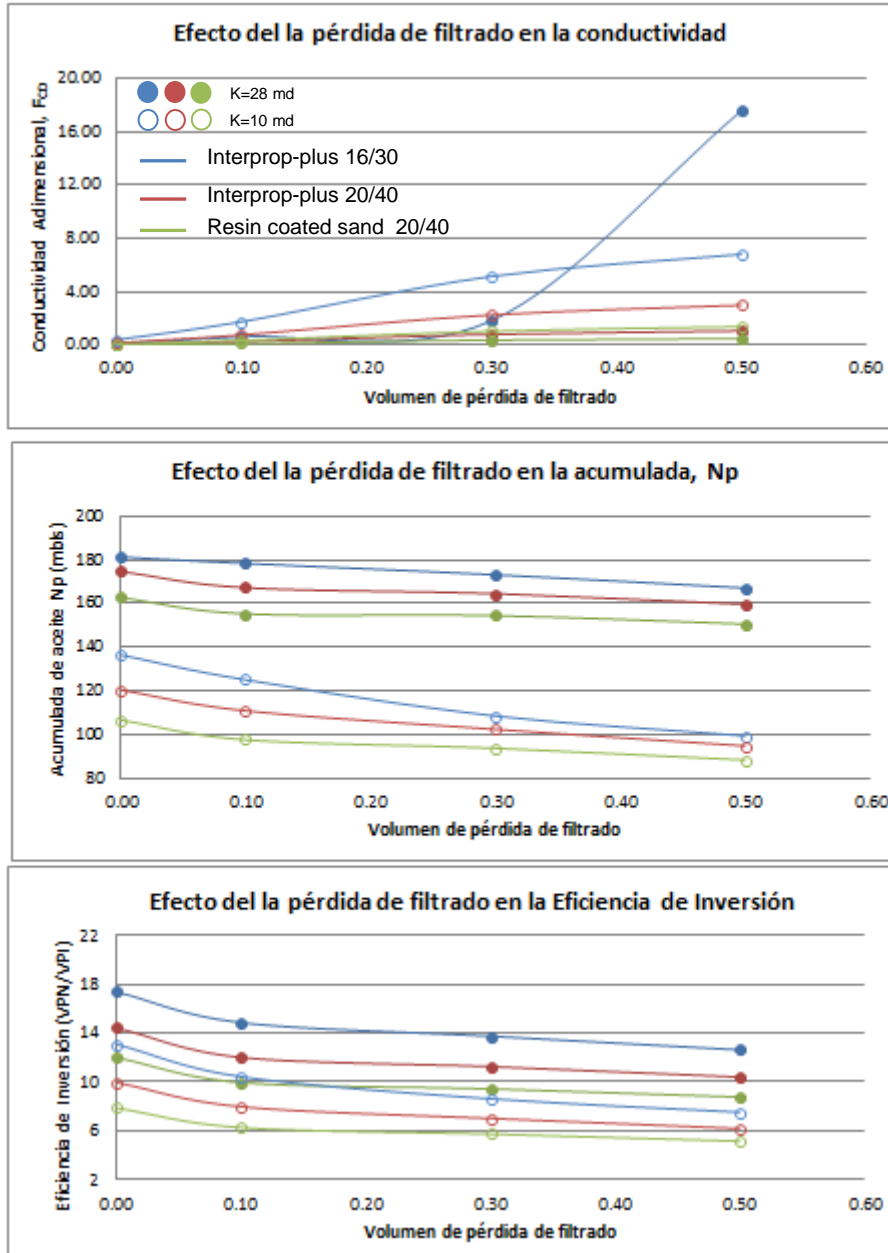 Efecto del la pérdida de filtrado en la conductividad
Conductividad Adimensional, FCD
20.00
16.00
12.00
8.00
4.00
0.00
K=28 md
K=10 md
Interprop-plus 16/30
Interprop-plus 20/40
Resin coated sand 20/40
0.00 0.10 0.20 0.30 0.40 0.50 0.60
Volumen de pérdida de filtrado
Efecto del la pérdida de filtrado en la acumulada, Np
Acumulada de aceite Np (mbls)
200
180
160
140
120
100
80
0.00 0.10 0.20 0.30 0.40 0.50 0.60
Volumen de pérdida de filtrado
Efecto del la pérdida de filtrado en la Eficiencia de Inversión
Eficiencia de Inversión (VPN/VPI)
22
18
14
10
6
2
0.00 0.10 0.20 0.30 0.40 0.50 0.60
Volumen de pérdida de filtrado